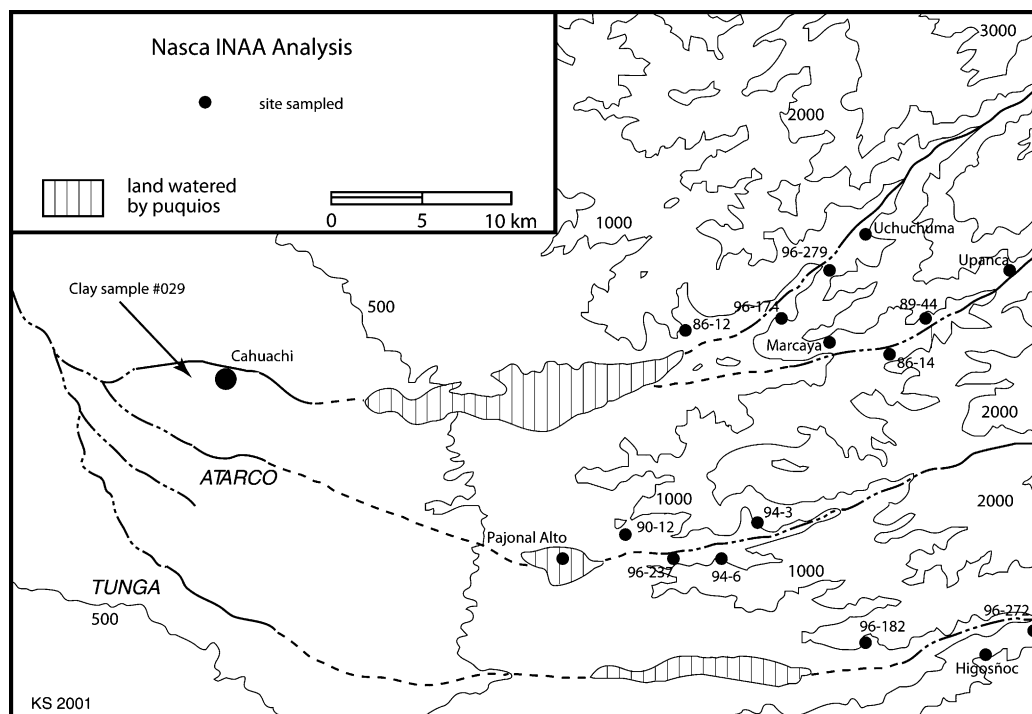 Nasca INAA Analysis
site sampled
land watered
by puquios
0 5 10 km
3000
2000
1000
Uchuchuma
96-279
Upanca
500
Clay sample #029
96-174
89-44
86-12
Marcaya
Cahuachi
86-14
2000
ATARCO
1000
2000
94-3
90-12
Pajonal Alto
96-237
94-6
1000
TUNGA
500
96-272
96-182
Higosñoc
KS 2001